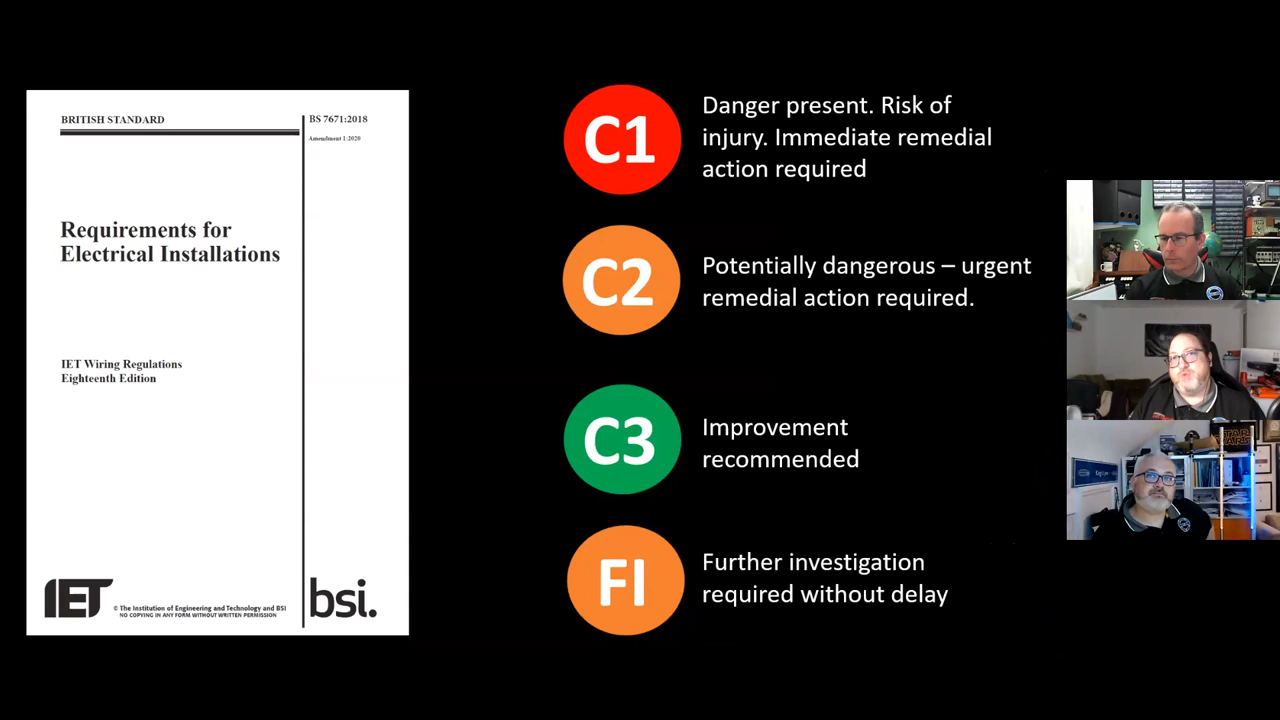 BRITISH STANDARD
BS 7671:2018
Amendment 1:2020
Requirements for
Electrical Installations
IET Wiring Regulations
Eighteenth Edition
IET
© The Institution of Engineering and Technology and BSI
NO COPYING IN ANY FORM WITHOUT WRITTEN PERMISSION
bsi.
C1
Danger present. Risk of
injury. Immediate remedial
action required
C2
Potentially dangerous – urgent
remedial action required.
C3
Improvement
recommended
FI
Further investigation
required without delay
STAR
WARS